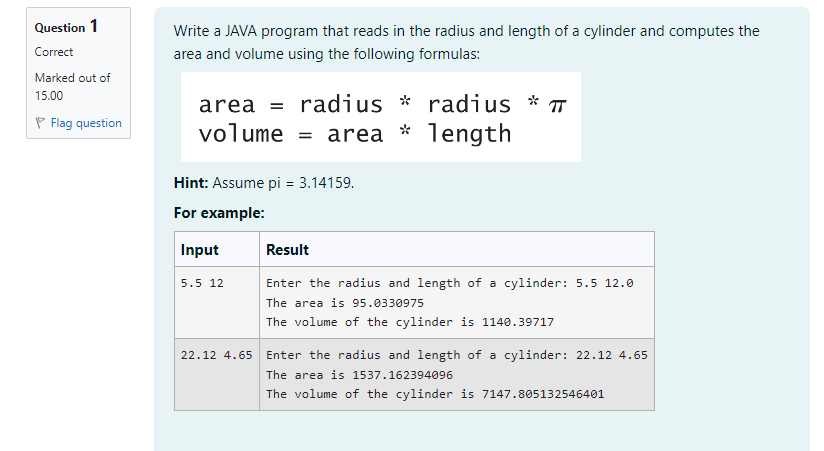 Question 1
Correct
Marked out of
15.00
Flag question
Write a JAVA program that reads in the radius and length of a cylinder and computes the
area and volume using the following formulas:
area = radius * radius * π
volume = area * length
Hint: Assume pi = 3.14159.
For example:
Input Result
5.5 12 Enter the radius and length of a cylinder: 5.5 12.0
The area is 95.0330975
The volume of the cylinder is 1140.39717
22.12 4.65 Enter the radius and length of a cylinder: 22.12 4.65
The area is 1537.162394096
The volume of the cylinder is 7147.805132546401